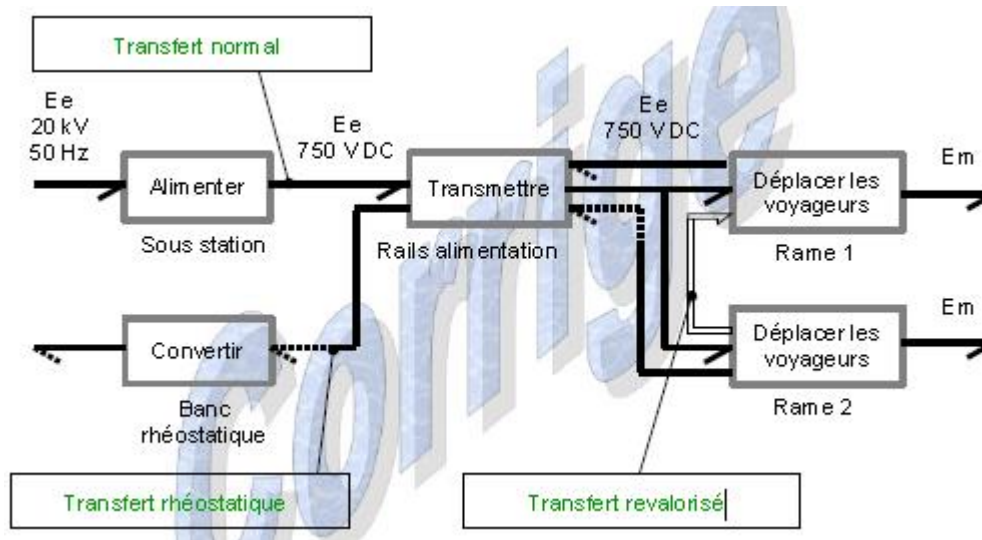 Transfert normal
Ee
20 kV
50 Hz
Ee
750 VDC
Ee
750 VDC
Em
Alimenter
Transmettre
Déplacer les
voyageurs
Sous station
Rails alimentation
Rame 1
Em
Convertir
Déplacer les
voyageurs
Banc
rhéostatique
Rame 2
Transfert rhéostatique
Transfert revalorisé
Corrige